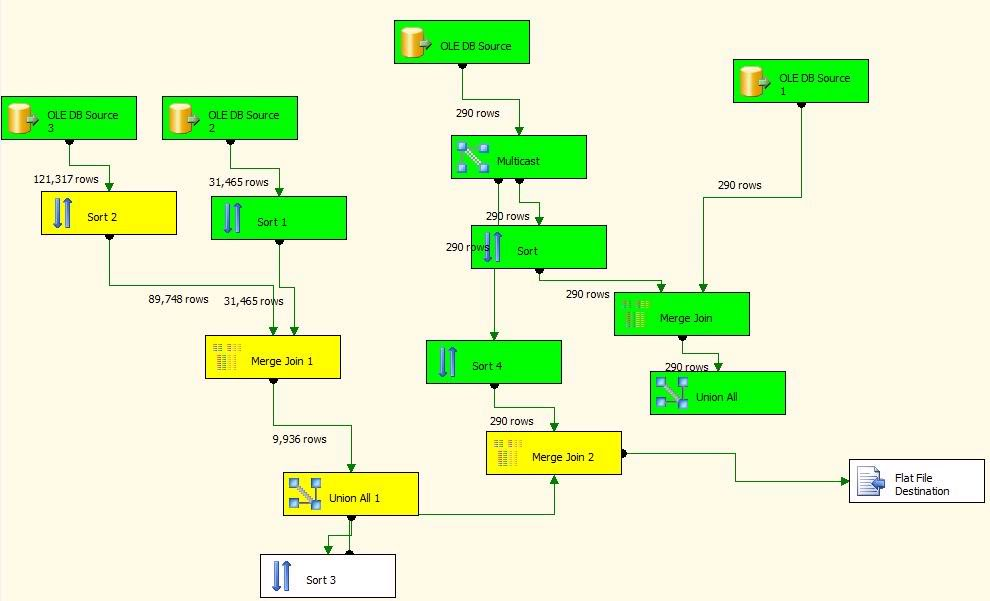 OLE DB Source
OLE DB Source
1
OLE DB Source
3
OLE DB Source
2
290 rows
Multicast
121,317 rows
31,465 rows
290 rows
Sort 2
Sort 1
290 rows
290 rows
Sort
89,748 rows
31,465 rows
290 rows
Merge Join
Merge Join 1
Sort 4
290 rows
Union All
290 rows
9,936 rows
Merge Join 2
Flat File
Destination
Union All 1
Sort 3